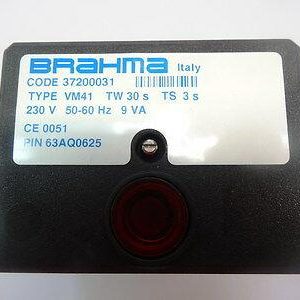 BRAHMA Italy
CODE 37200031
TYPE VM41 TW 30 s TS 3 s
230 V 50-60 Hz 9 VA
CE 0051
PIN 63AQ0625